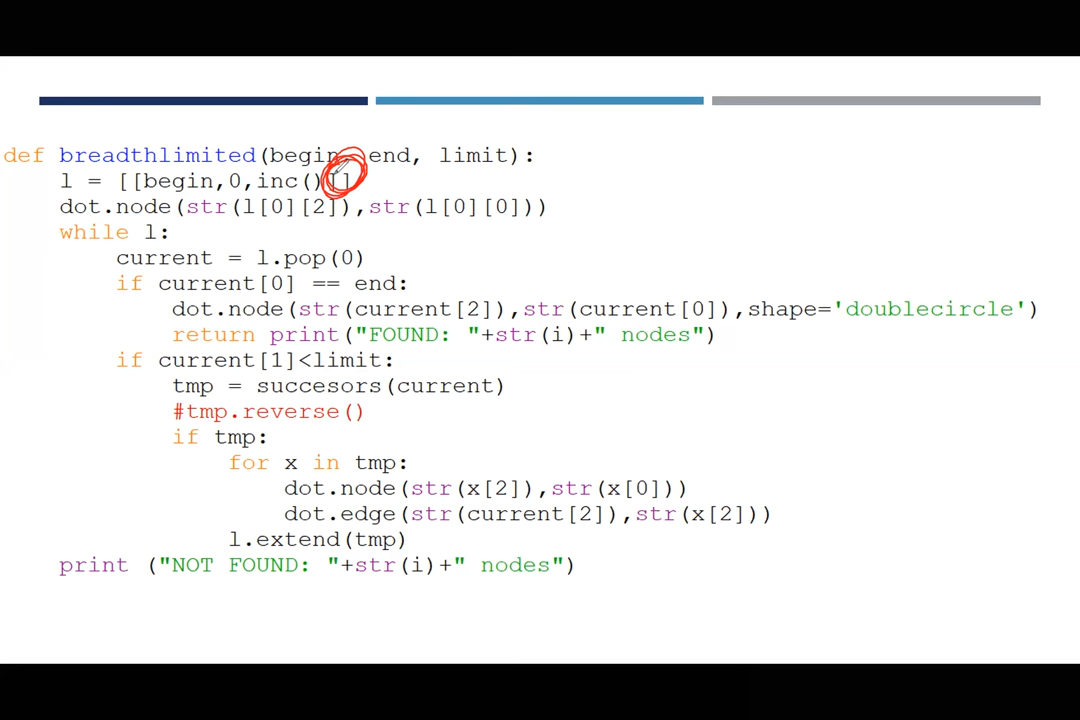 def breadthlimited(begin, end, limit):
l = [[begin,0,inc()]]
dot.node(str(l[0][2]),str(l[0][0]))
while l:
current = l.pop(0)
if current[0] == end:
dot.node(str(current[2]),str(current[0]),shape='doublecircle')
return print("FOUND: "+str(i)+" nodes")
if current[1]<limit:
tmp = succesors(current)
#tmp.reverse()
if tmp:
for x in tmp:
dot.node(str(x[2]),str(x[0]))
dot.edge(str(current[2]),str(x[2]))
l.extend(tmp)
print ("NOT FOUND: "+str(i)+" nodes")